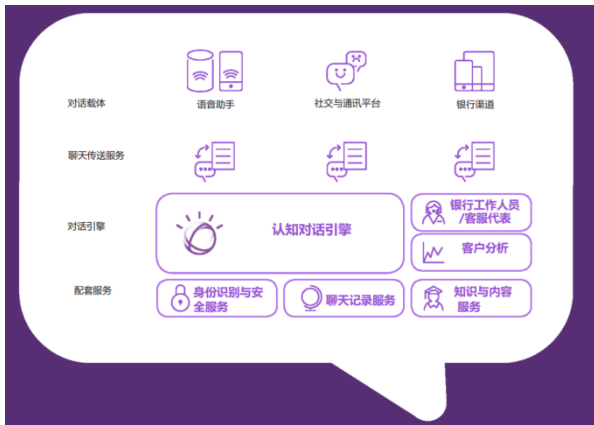 对话载体
语音助手
社交与通讯平台
银行渠道
聊天传送服务
对话引擎
认知对话引擎
银行工作人员
/客服代表
客户分析
配套服务
身份识别与安
全服务
聊天记录服务
知识与内容
服务